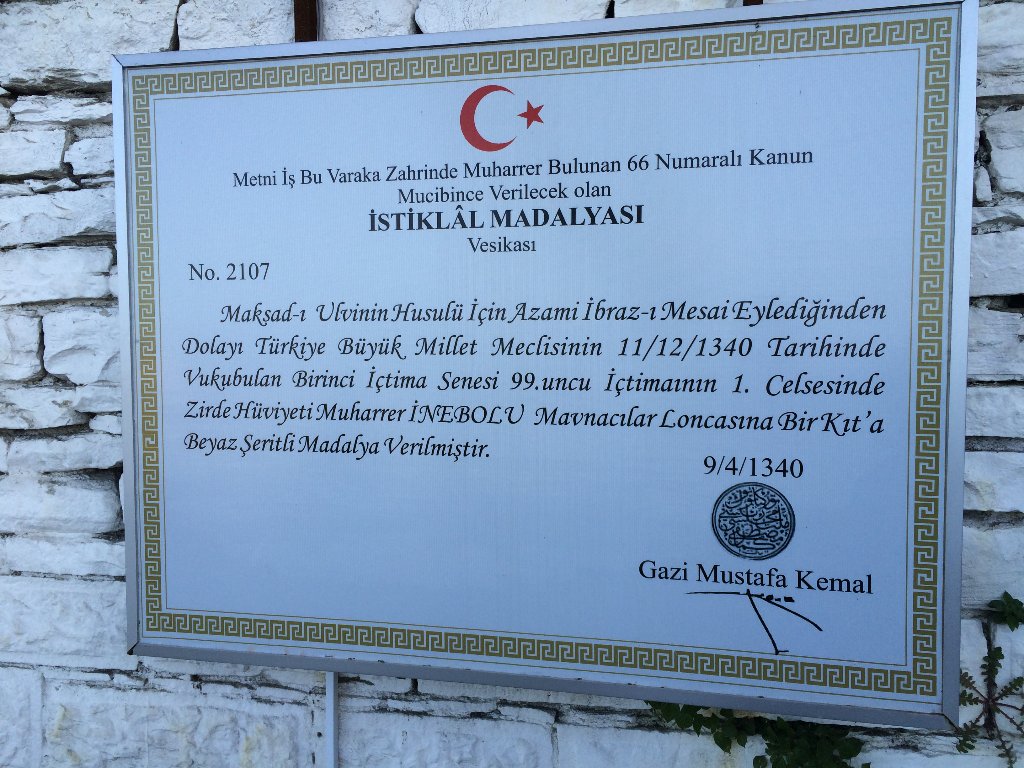 Metni İş Bu Varaka Zahrinde Muharrer Bulunan 66 Numaralı Kanun
Mucibince Verilecek olan
İSTİKLÂL MADALYASI
Vesikası
No. 2107
Maksad-ı Ulvinin Husulü İçin Azami İbraz-ı Mesai Eylediğinden
Dolayı Türkiye Büyük Millet Meclisinin 11/12/1340 Tarihinde
Vukubulan Birinci İçtima Senesi 99.uncu İçtimaının 1. Celsesinde
Zirde Hüviyeti Muharrer İNEBOLU Mavnacılar Loncasına Bir Kıt'a
Beyaz Şeritli Madalya Verilmiştir.
9/4/1340
Gazi Mustafa Kemal